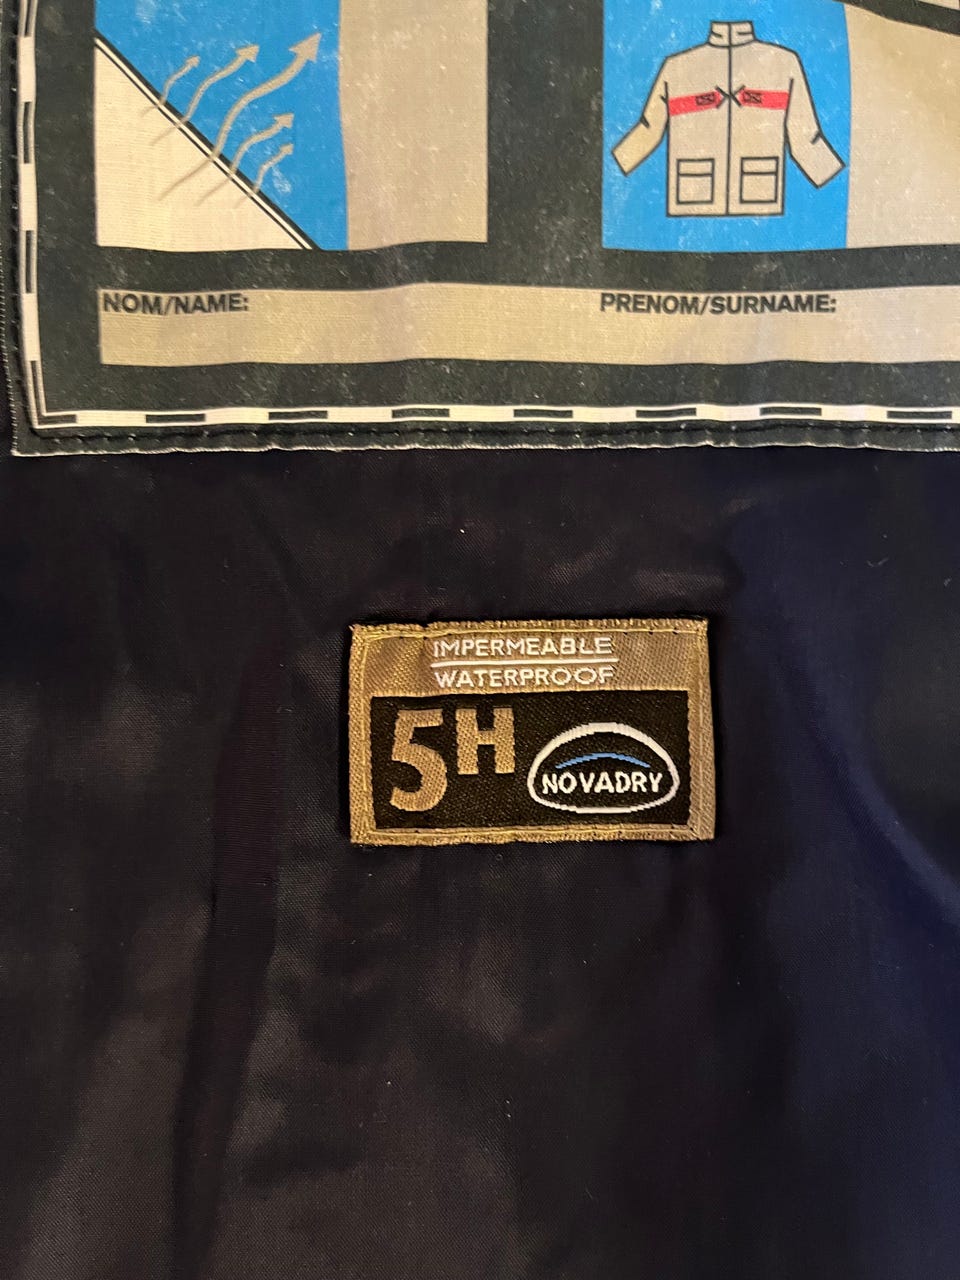 NOM/NAME: PRENOM/SURNAME:
IMPERMEABLE
WATERPROOF
5H
NOVADRY